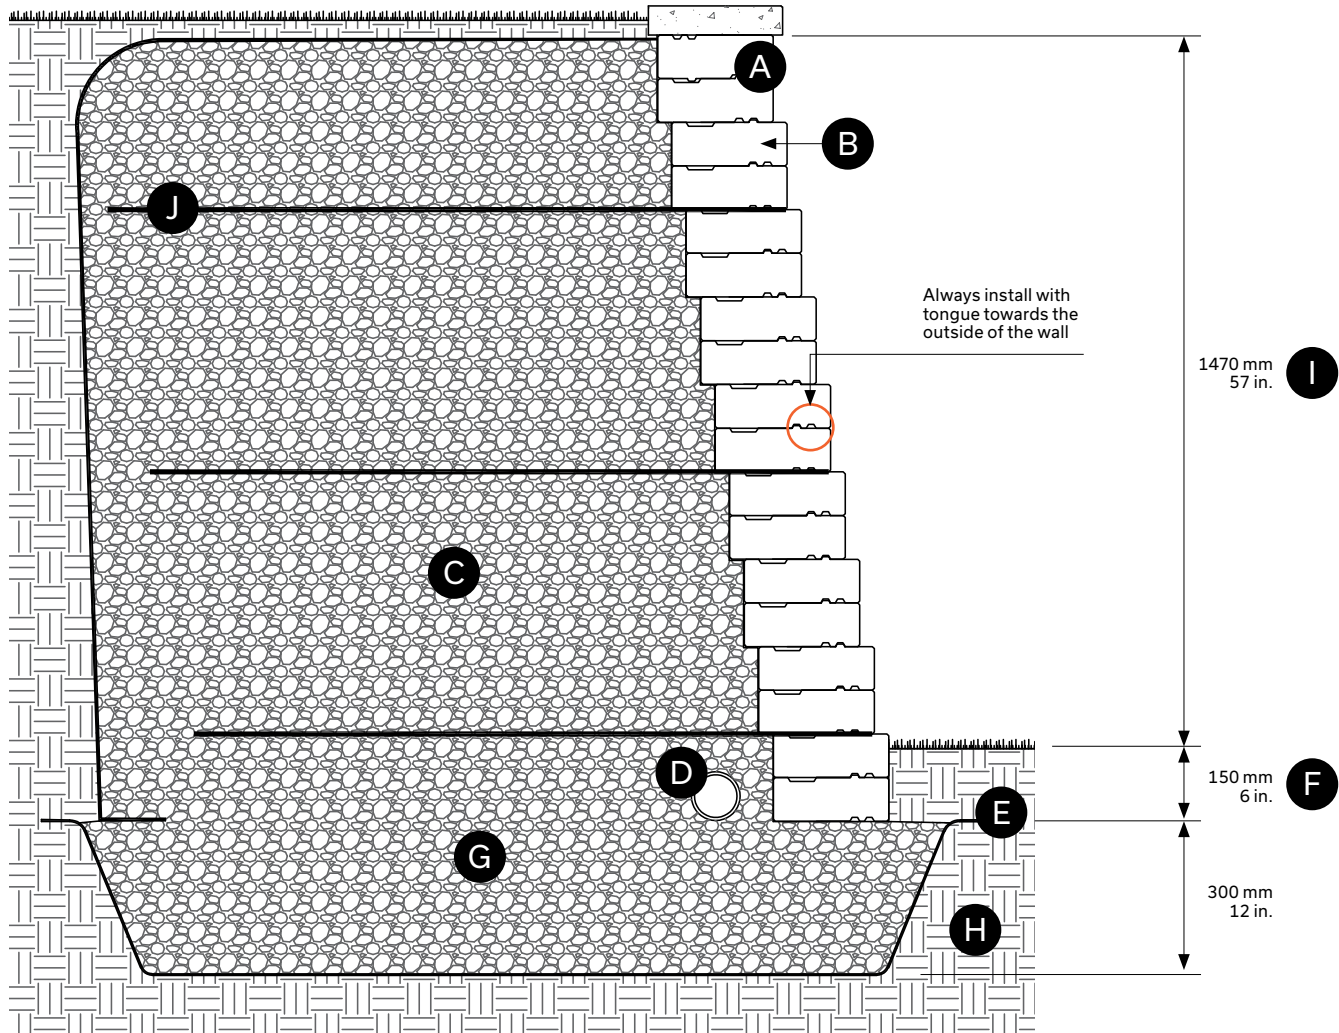 A
B
J
Always install with
tongue towards the
outside of the wall
1470 mm
57 in.
I
C
D
150 mm
6 in.
F
E
G
300 mm
12 in.
H